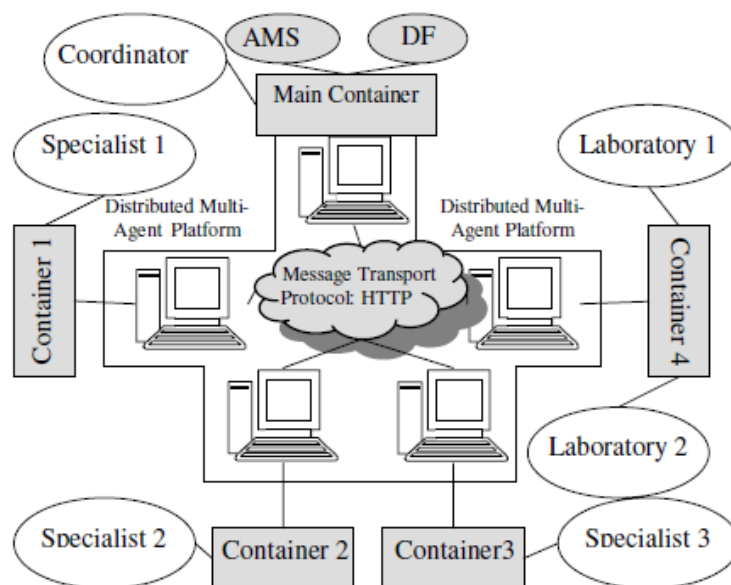 AMS
DF
Coordinator
Main Container
Specialist 1
Laboratory 1
Distributed Multi-
Agent Platform
Distributed Multi-
Agent Platform
Container 1
Message Transport
Protocol: HTTP
Container 4
Laboratory 2
Specialist 2
Container 2
Container3
Specialist 3